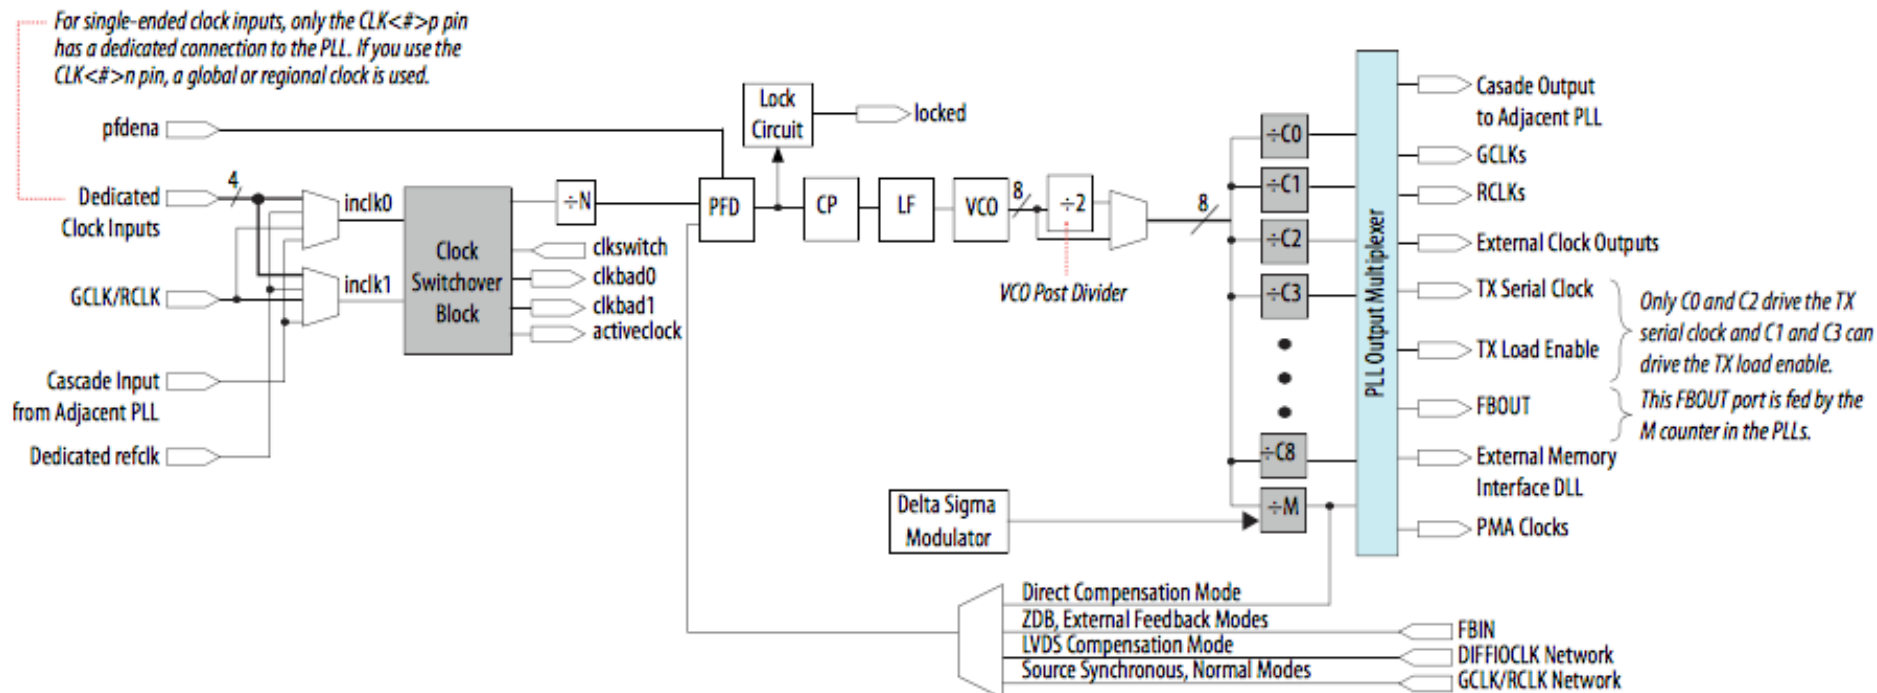 For single-ended clock inputs, only the CLK<#>p pin
has a dedicated connection to the PLL. If you use the
CLK<#>n pin, a global or regional clock is used.
pfdena
Dedicated
Clock Inputs
4
GCLK/RCLK
Cascade Input
from Adjacent PLL
Dedicated refclk
inclk0
inclk1
Clock
Switchover
Block
÷N
clkswitch
clkbad0
clkbad1
activeclock
PFD
Lock
Circuit
locked
CP
LF
VCO
8
÷2
VCO Post Divider
8
÷C0
÷C1
÷C2
÷C3
÷C8
÷M
Delta Sigma
Modulator
PLL Output Multiplexer
Casade Output
to Adjacent PLL
GCLKs
RCLKs
External Clock Outputs
TX Serial Clock
TX Load Enable
FBOUT
External Memory
Interface DLL
PMA Clocks
Only C0 and C2 drive the TX
serial clock and C1 and C3 can
drive the TX load enable.
This FBOUT port is fed by the
M counter in the PLLs.
Direct Compensation Mode
ZDB, External Feedback Modes
LVDS Compensation Mode
Source Synchronous, Normal Modes
FBIN
DIFFIOCLK Network
GCLK/RCLK Network